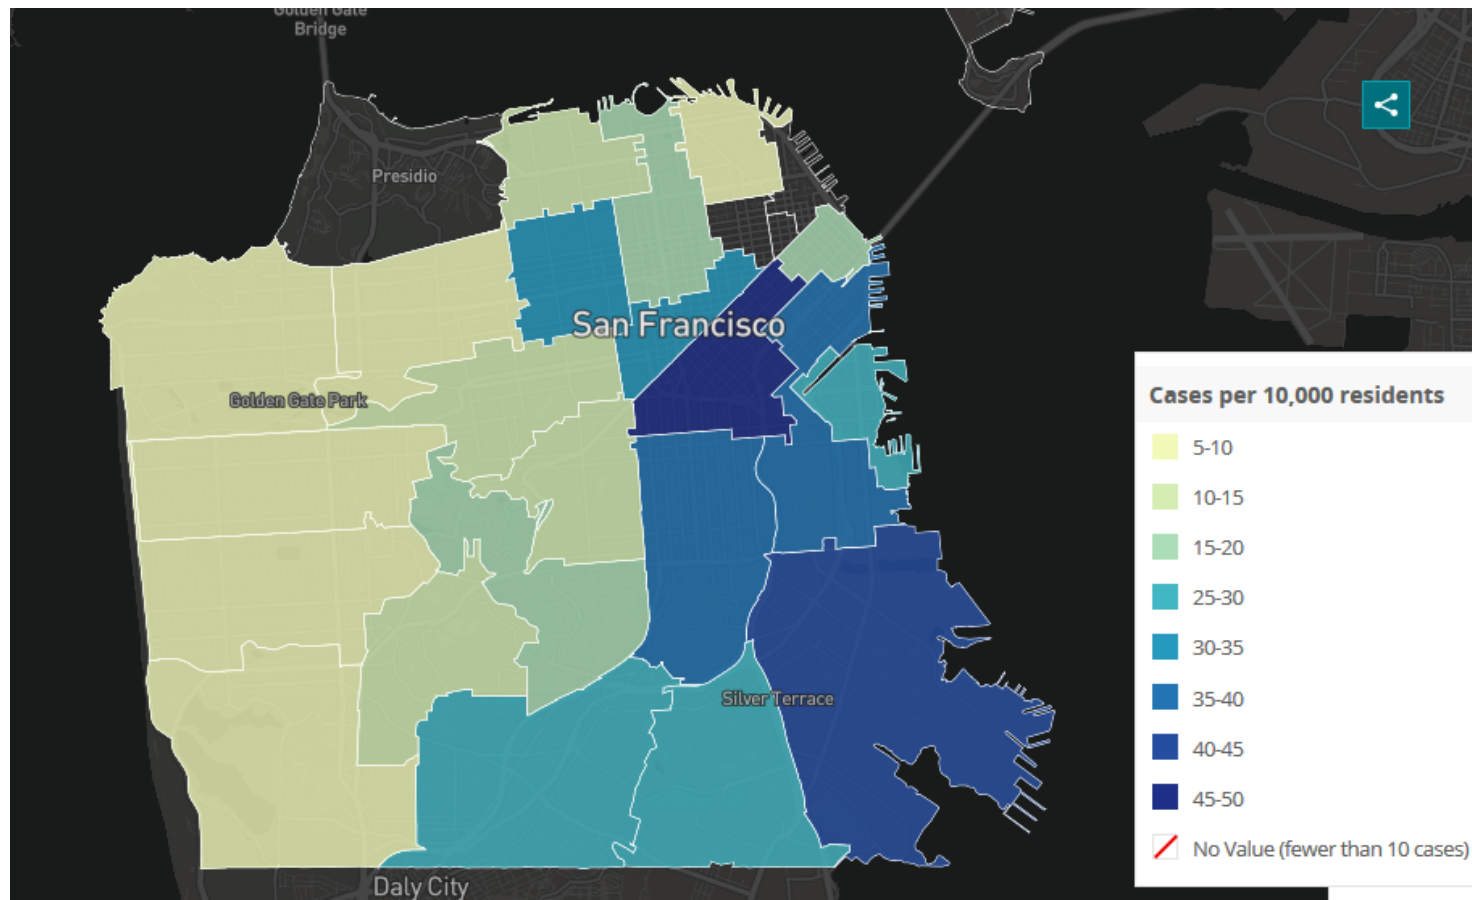 Golden Gate
Bridge
Presidio
San Francisco
Golden Gate Park
Silver Terrace
Daly City
Cases per 10,000 residents
5-10
10-15
15-20
25-30
30-35
35-40
40-45
45-50
No Value (fewer than 10 cases)